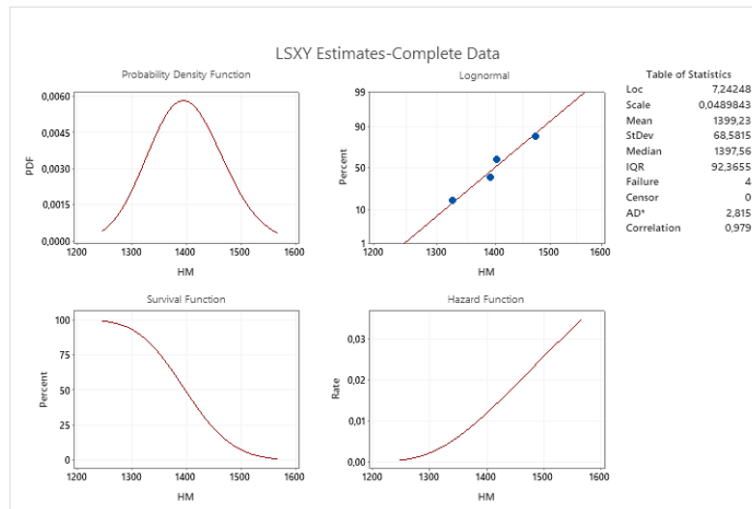 LSXY Estimates-Complete Data
Probability Density Function
0,0060
0,0045
0,0030
0,0015
0,0000
PDF
1200 1300 1400 1500 1600
HM
Lognormal
99
90
50
10
1
Percent
1200 1300 1400 1500 1600
HM
Table of Statistics
Loc 7,24248
Scale 0,0489843
Mean 1399,23
StDev 68,5815
Median 1397,56
IQR 92,3655
Failure 4
Censor 0
AD* 2,815
Correlation 0,979
Survival Function
100
75
50
25
0
Percent
1200 1300 1400 1500 1600
HM
Hazard Function
0,03
0,02
0,01
0,00
Rate
1200 1300 1400 1500 1600
HM